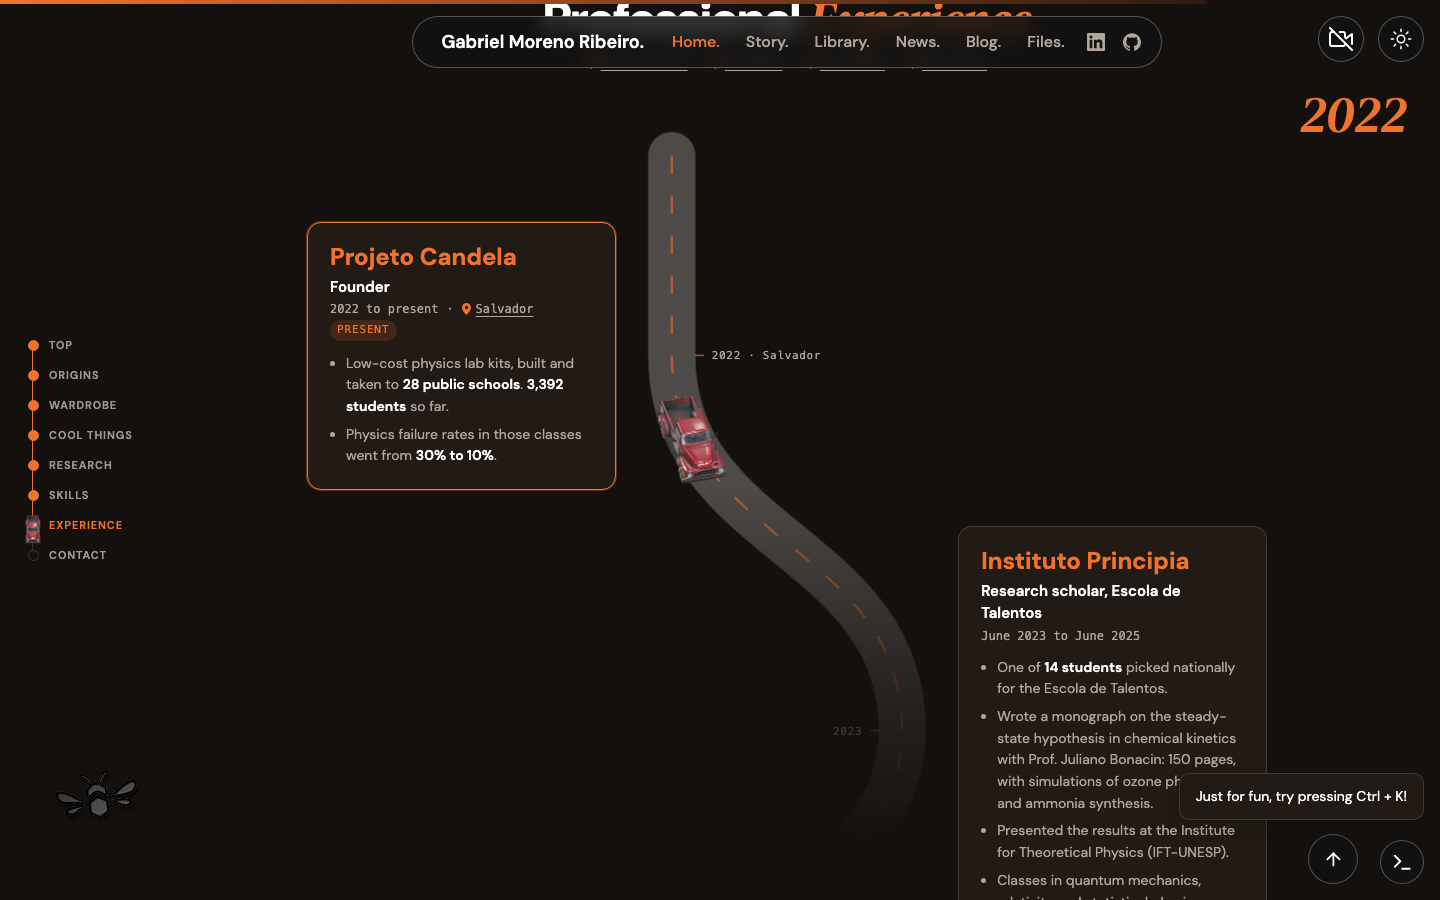 Professional Experience
Gabriel Moreno Ribeiro. Home. Story. Library. News. Blog. Files.
2022
Projeto Candela
Founder
2022 to present · Salvador
PRESENT
• Low-cost physics lab kits, built and
taken to 28 public schools. 3,392
students so far.
• Physics failure rates in those classes
went from 30% to 10%.
2022 · Salvador
TOP
ORIGINS
WARDROBE
COOL THINGS
RESEARCH
SKILLS
EXPERIENCE
CONTACT
Instituto Principia
Research scholar, Escola de
Talentos
June 2023 to June 2025
• One of 14 students picked nationally
for the Escola de Talentos.
• Wrote a monograph on the steady-
state hypothesis in chemical kinetics
with Prof. Juliano Bonacin: 150 pages,
with simulations of ozone
and ammonia synthesis.
• Presented the results at the Institute
for Theoretical Physics (IFT-UNESP).
• Classes in quantum mechanics,
2023
Just for fun, try pressing Ctrl + K!